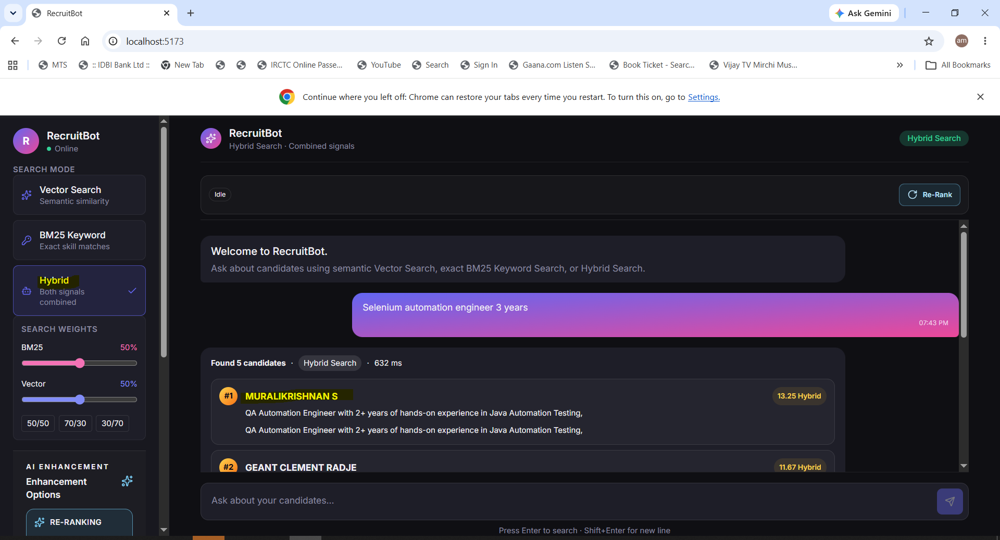 RecruitBot
Ask Gemini
localhost:5173
am
MTS
:: IDBI Bank Ltd ::
New Tab
IRCTC Online Passe...
YouTube
Search
Sign In
Gaana.com Listen S...
Book Ticket - Searc...
Vijay TV Mirchi Mus...
All Bookmarks
Continue where you left off: Chrome can restore your tabs every time you restart. To turn this on, go to Settings.
R
RecruitBot
Online
SEARCH MODE
Vector Search
Semantic similarity
BM25 Keyword
Exact skill matches
Hybrid
Both signals
combined
SEARCH WEIGHTS
BM25 50%
Vector 50%
50/50 70/30 30/70
AI ENHANCEMENT
Enhancement
Options
RE-RANKING
RecruitBot
Hybrid Search · Combined signals
Hybrid Search
Idle
Re-Rank
Welcome to RecruitBot.
Ask about candidates using semantic Vector Search, exact BM25 Keyword Search, or Hybrid Search.
Selenium automation engineer 3 years
07:43 PM
Found 5 candidates · Hybrid Search · 632 ms
#1 MURALIKRISHNAN S 13.25 Hybrid
QA Automation Engineer with 2+ years of hands-on experience in Java Automation Testing,
QA Automation Engineer with 2+ years of hands-on experience in Java Automation Testing,
#2 GEANT CLEMENT RADJE 11.67 Hybrid
Ask about your candidates...
Press Enter to search · Shift+Enter for new line